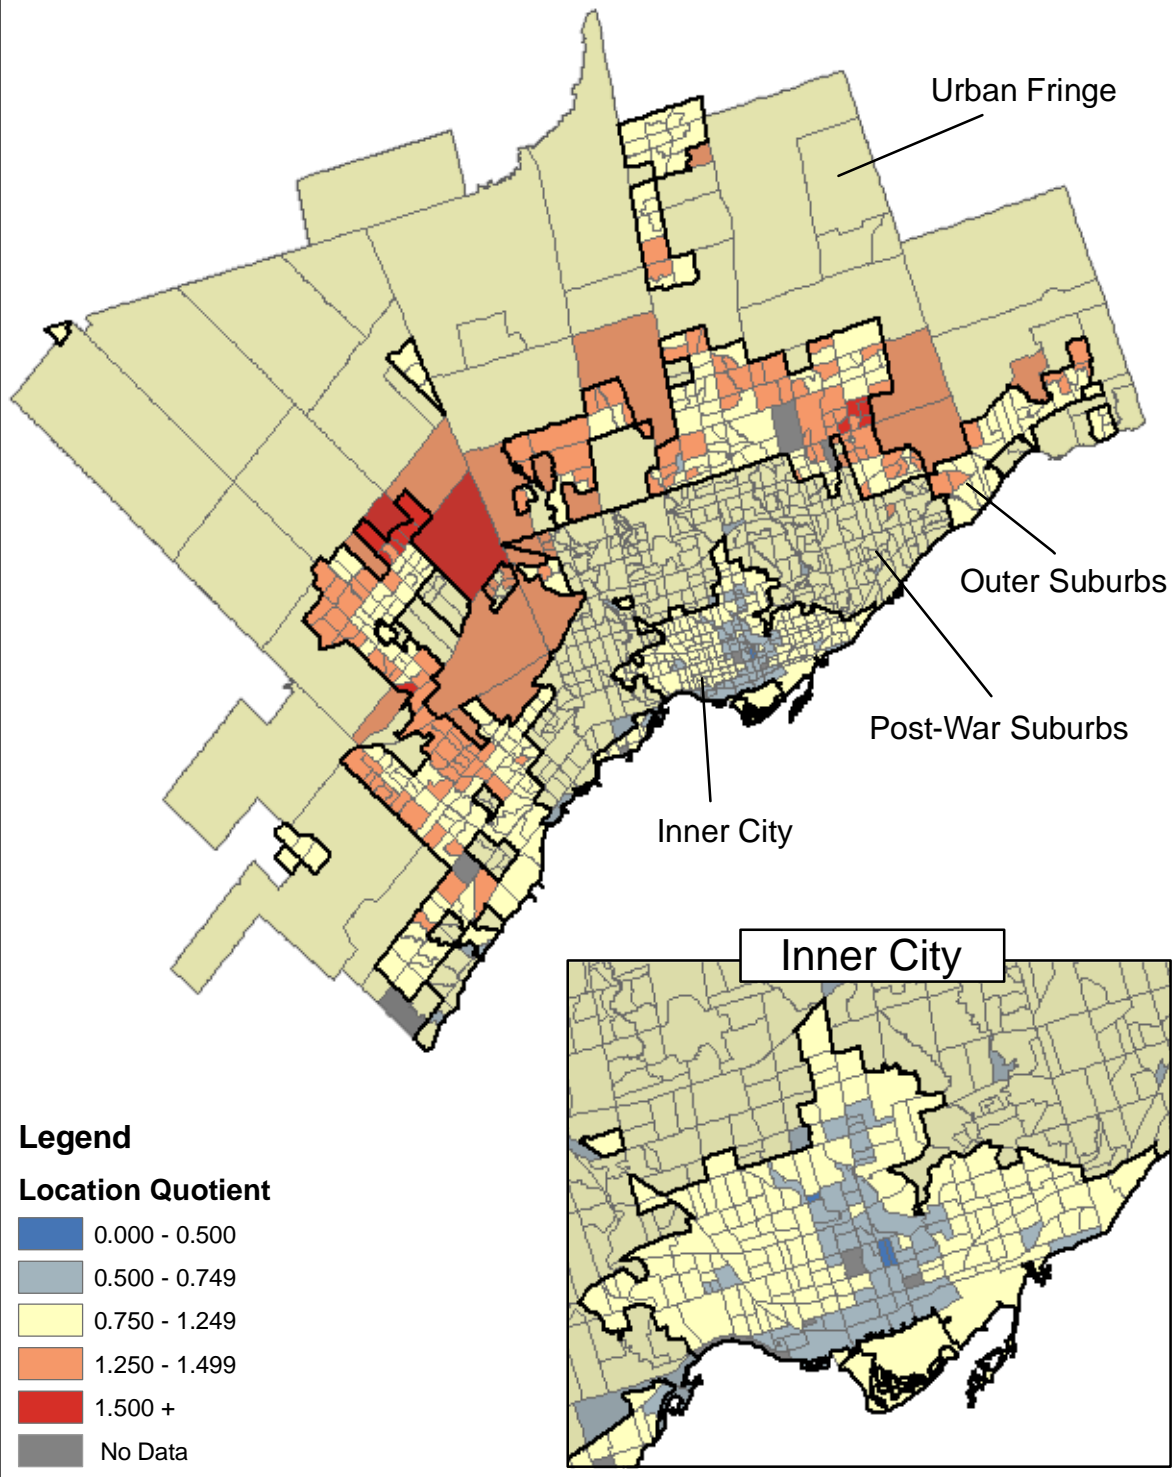 Urban Fringe
Outer Suburbs
Post-War Suburbs
Inner City
Inner City
Legend
Location Quotient
0.000 - 0.500
0.500 - 0.749
0.750 - 1.249
1.250 - 1.499
1.500 +
No Data